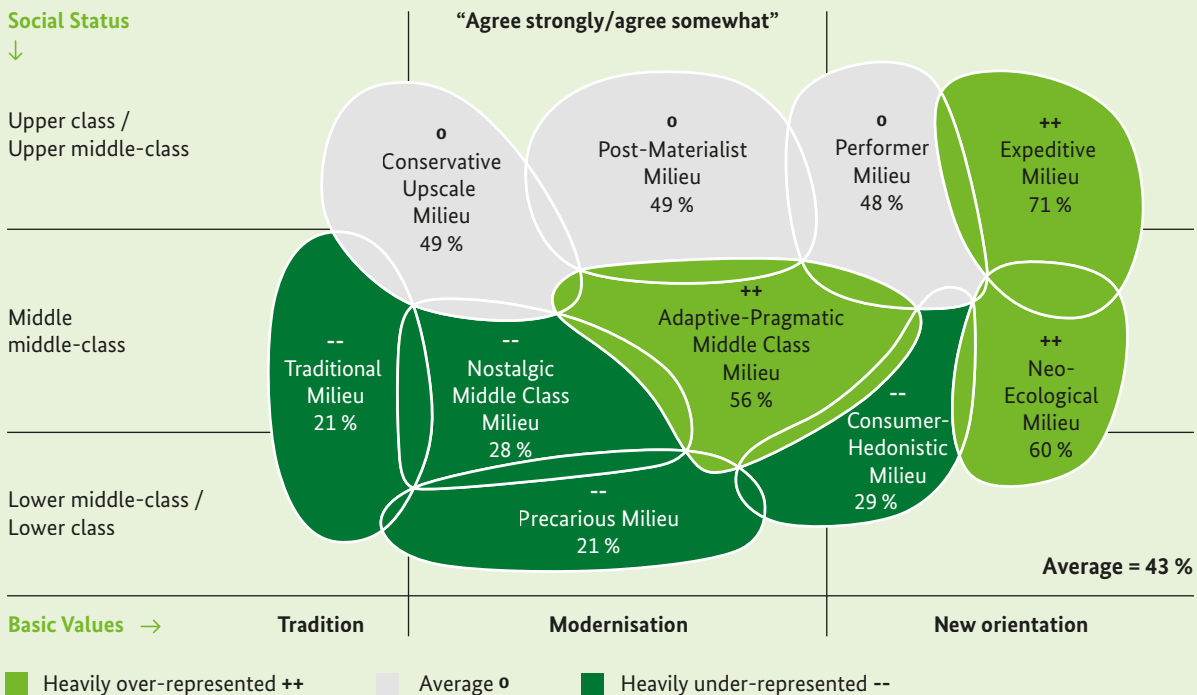 Social Status
↓
“Agree strongly/agree somewhat”
Upper class /
Upper middle-class
o
Conservative
Upscale
Milieu
49 %
o
Post-Materialist
Milieu
49 %
o
Performer
Milieu
48 %
++
Expeditive
Milieu
71 %
Middle
middle-class
--
Traditional
Milieu
21 %
--
Nostalgic
Middle Class
Milieu
28 %
++
Adaptive-Pragmatic
Middle Class
Milieu
56 %
--
Consumer-
Hedonistic
Milieu
29 %
++
Neo-
Ecological
Milieu
60 %
Lower middle-class /
Lower class
--
Precarious Milieu
21 %
Average = 43 %
Basic Values →
Tradition
Modernisation
New orientation
Heavily over-represented ++
Average o
Heavily under-represented --